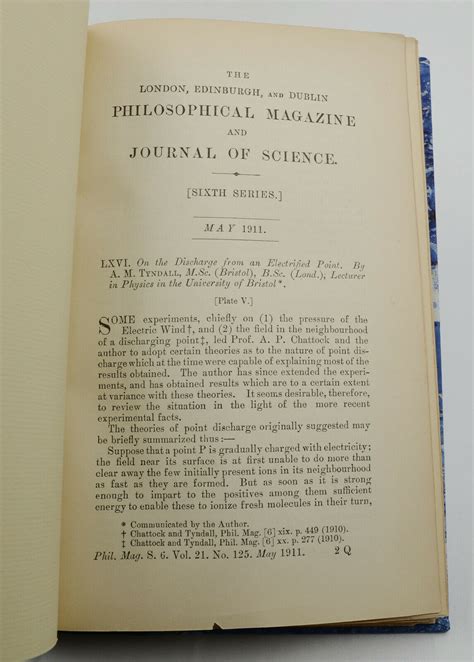 THE
LONDON, EDINBURGH, AND DUBLIN
PHILOSOPHICAL MAGAZINE
AND
JOURNAL OF SCIENCE.
[SIXTH SERIES.]
MAY 1911.
LXVI. On the Discharge from an Electrified Point. By
A. M. TYNDALL, M.Sc. (Bristol), B.Sc. (Lond.), Lecturer
in Physics in the University of Bristol*.
[Plate V.]
SOME experiments, chiefly on (1) the pressure of the
Electric Wind†, and (2) the field in the neighbourhood
of a discharging point‡, led Prof. A. P. Chattock and
the author to adopt certain theories as to the nature of point dis-
charge which at the time were capable of explaining most of the
results obtained. The author has since extended the experi-
ments, and has obtained results which are to a certain extent
at variance with these theories. It seems desirable, therefore,
to review the situation in the light of the more recent
experimental facts.
The theories of point discharge originally suggested may
be briefly summarized thus :—
Suppose that a point P is gradually charged with electricity;
the field near its surface is at first unable to do more than
clear away the few initially present ions in its neighbourhood
as fast as they are formed. But as soon as it is strong
enough to impart to the positives among them sufficient
energy to enable these to ionize fresh molecules in their turn,
* Communicated by the Author.
† Chattock and Tyndall, Phil. Mag. [6] xix. p. 449 (1910).
‡ Chattock and Tyndall, Phil. Mag. [6] xx. p. 277 (1910).
Phil. Mag. S. 6. Vol. 21. No. 125. May 1911. 2 Q